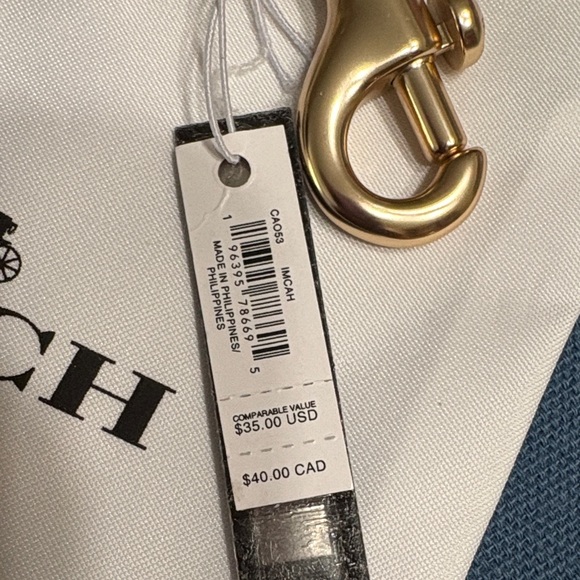 CAO53 IMCAH
1 96395 78669 5
MADE IN PHILIPPINES/
PHILIPPINES
COMPARABLE VALUE
$35.00 USD
$40.00 CAD
CH